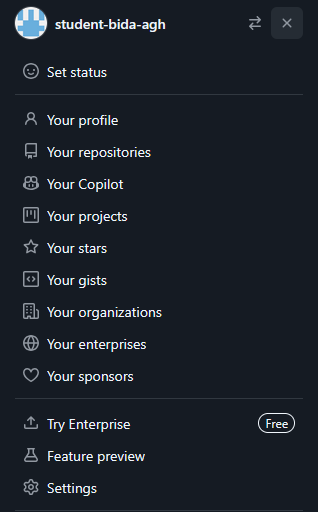 student-bida-agh
Set status
Your profile
Your repositories
Your Copilot
Your projects
Your stars
Your gists
Your organizations
Your enterprises
Your sponsors
Try Enterprise Free
Feature preview
Settings